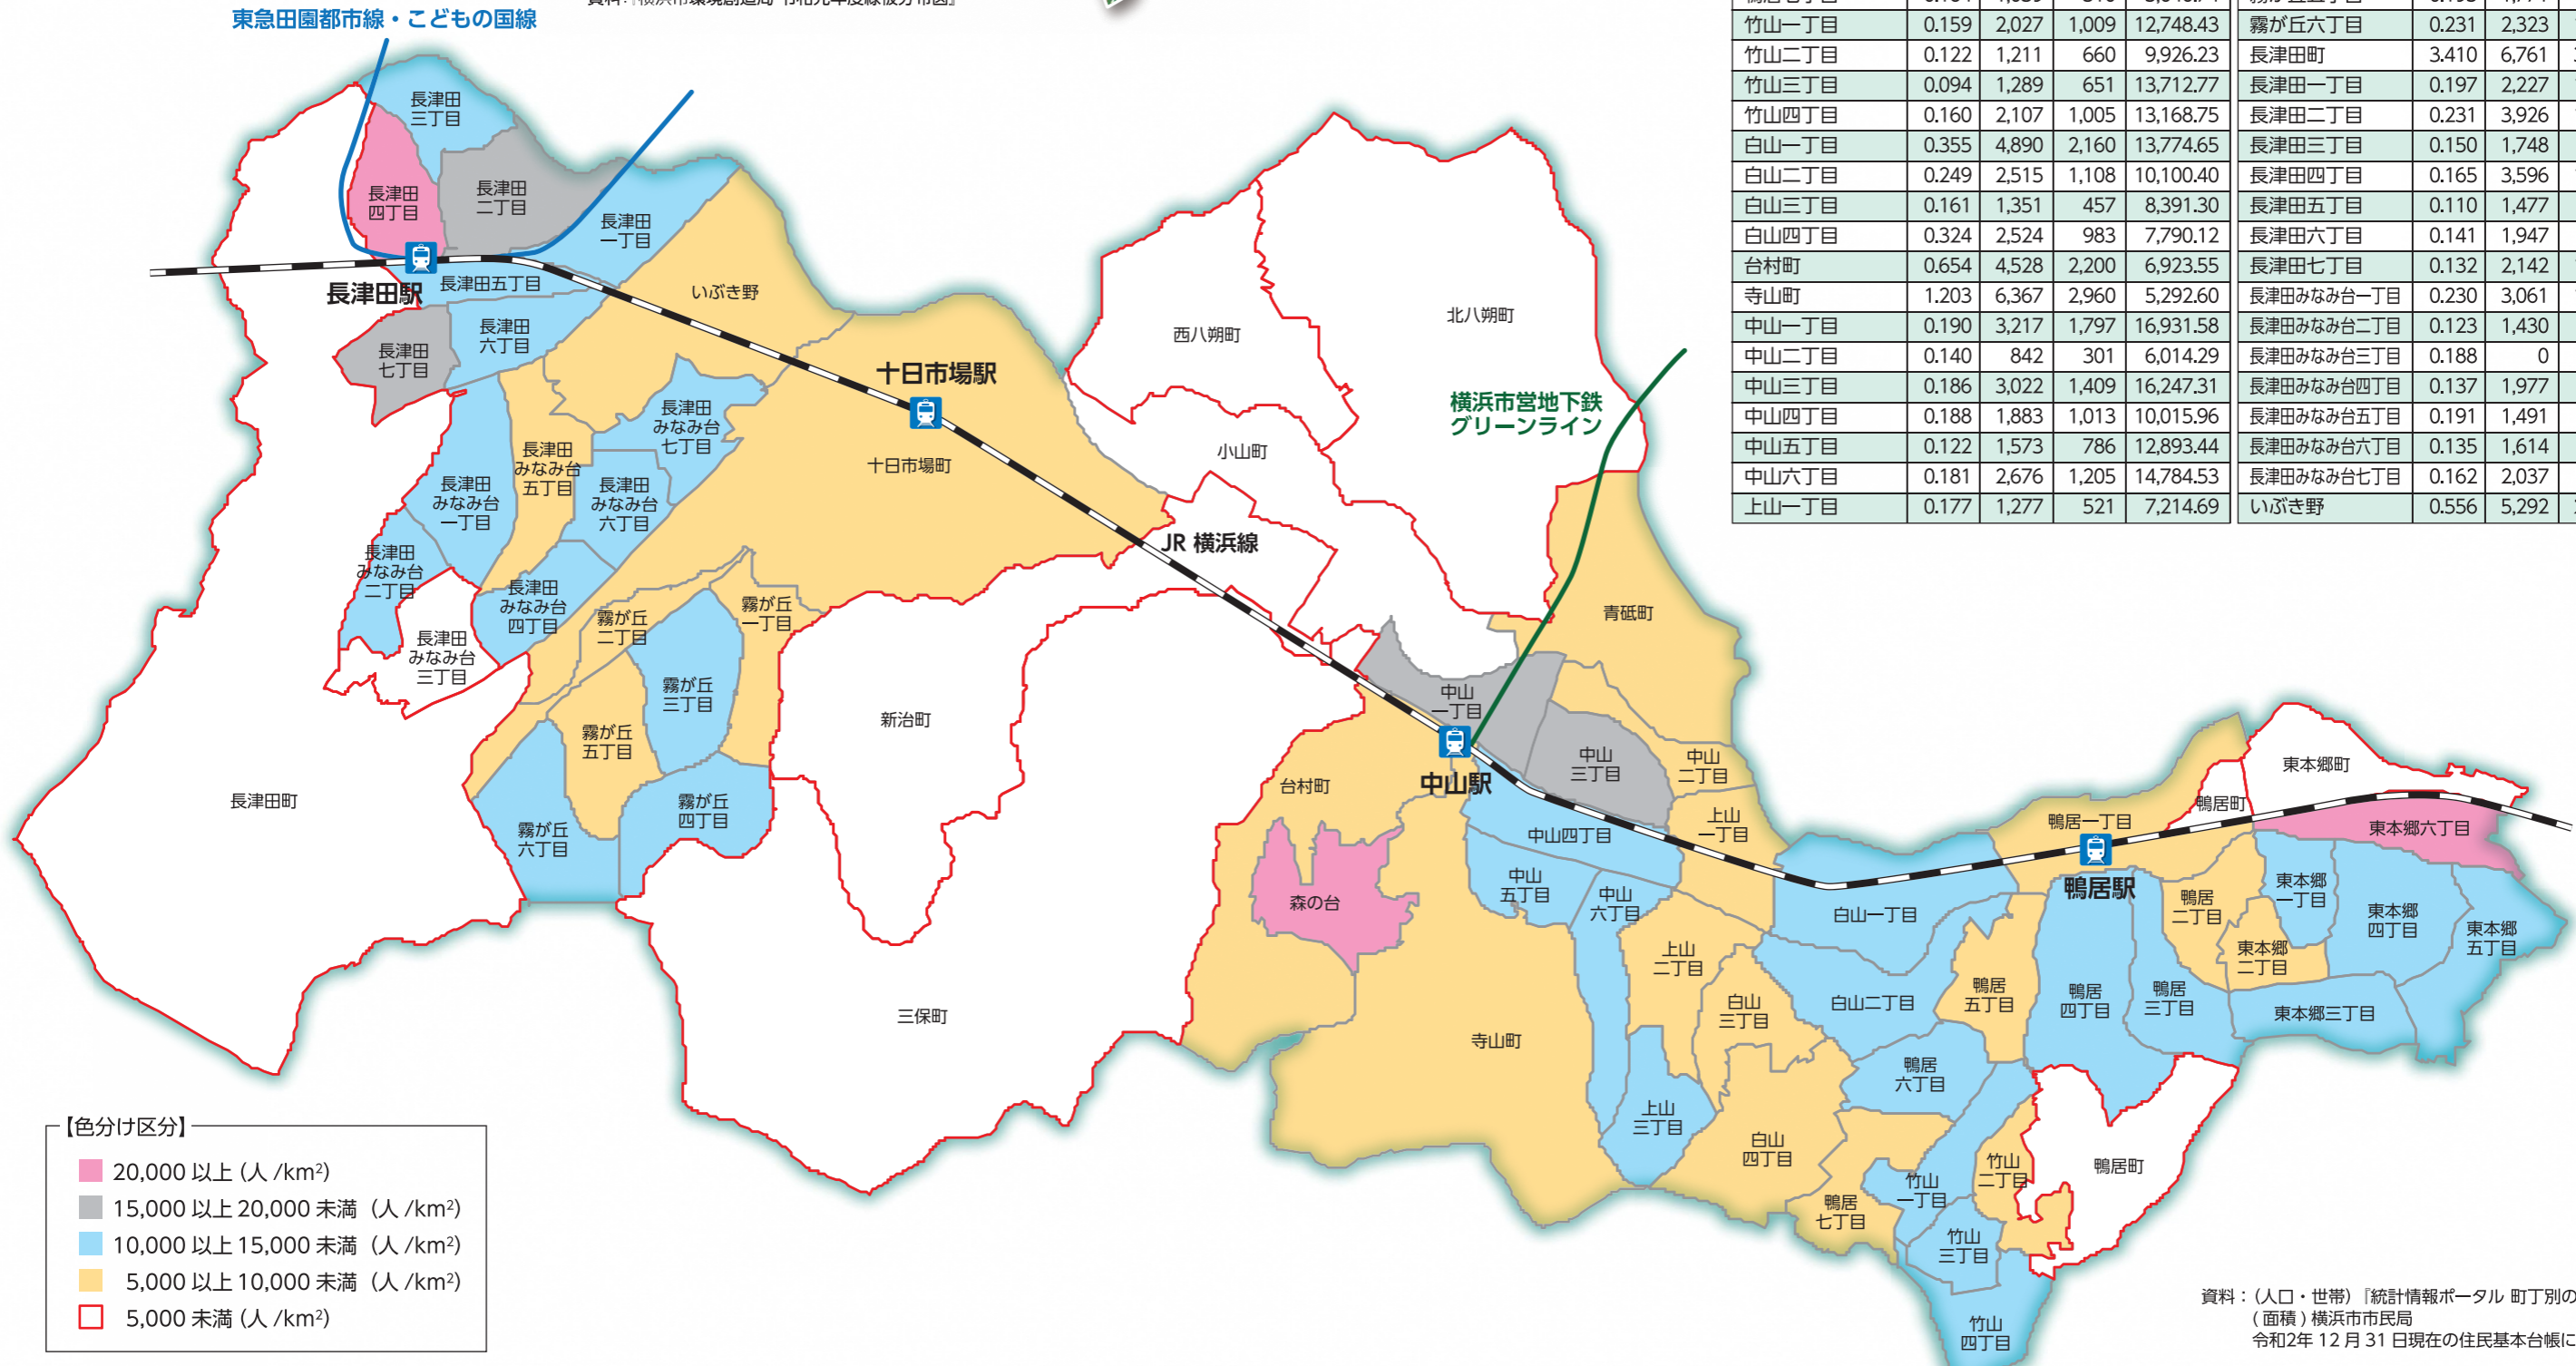 東急田園都市線・こどもの国線
竹山一丁目 0.159 2,027 1,009 12,748.43 霧が丘六丁目 0.231 2,323
竹山二丁目 0.122 1,211 660 9,926.23 長津田町 3.410 6,761
竹山三丁目 0.094 1,289 651 13,712.77 長津田一丁目 0.197 2,227
竹山四丁目 0.160 2,107 1,005 13,168.75 長津田二丁目 0.231 3,926
白山一丁目 0.355 4,890 2,160 13,774.65 長津田三丁目 0.150 1,748
白山二丁目 0.249 2,515 1,108 10,100.40 長津田四丁目 0.165 3,596
白山三丁目 0.161 1,351 457 8,391.30 長津田五丁目 0.110 1,477
白山四丁目 0.324 2,524 983 7,790.12 長津田六丁目 0.141 1,947
台村町 0.654 4,528 2,200 6,923.55 長津田七丁目 0.132 2,142
寺山町 1.203 6,367 2,960 5,292.60 長津田みなみ台一丁目 0.230 3,061
中山一丁目 0.190 3,217 1,797 16,931.58 長津田みなみ台二丁目 0.123 1,430
中山二丁目 0.140 842 301 6,014.29 長津田みなみ台三丁目 0.188 0
中山三丁目 0.186 3,022 1,409 16,247.31 長津田みなみ台四丁目 0.137 1,977
中山四丁目 0.188 1,883 1,013 10,015.96 長津田みなみ台五丁目 0.191 1,491
中山五丁目 0.122 1,573 786 12,893.44 長津田みなみ台六丁目 0.135 1,614
中山六丁目 0.181 2,676 1,205 14,784.53 長津田みなみ台七丁目 0.162 2,037
上山一丁目 0.177 1,277 521 7,214.69 いぶき野 0.556 5,292
長津田
三丁目
長津田
四丁目
長津田
二丁目
長津田
一丁目
長津田駅
長津田五丁目
いぶき野
長津田
六丁目
長津田
七丁目
十日市場駅
十日市場町
長津田
みなみ台
七丁目
長津田
みなみ台
五丁目
長津田
みなみ台
六丁目
長津田
みなみ台
一丁目
長津田
みなみ台
二丁目
長津田
みなみ台
四丁目
長津田
みなみ台
三丁目
西八朔町
北八朔町
小山町
横浜市営地下鉄
グリーンライン
JR 横浜線
青砥町
霧が丘
二丁目
霧が丘
一丁目
霧が丘
三丁目
霧が丘
五丁目
霧が丘
四丁目
霧が丘
六丁目
新治町
長津田町
三保町
中山
一丁目
中山駅
中山
三丁目
中山
二丁目
上山
一丁目
台村町
森の台
中山四丁目
中山
五丁目
中山
六丁目
上山
二丁目
白山
三丁目
寺山町
上山
三丁目
白山
四丁目
白山一丁目
白山二丁目
鴨居
五丁目
鴨居
六丁目
鴨居
七丁目
竹山
一丁目
竹山
二丁目
竹山
三丁目
竹山
四丁目
鴨居町
東本郷町
鴨居町
鴨居一丁目
鴨居駅
東本郷六丁目
鴨居
二丁目
東本郷
一丁目
東本郷
二丁目
東本郷
四丁目
東本郷
五丁目
鴨居
四丁目
鴨居
三丁目
東本郷三丁目
【色分け区分】
20,000 以上 (人 /km²)
15,000 以上 20,000 未満 (人 /km²)
10,000 以上 15,000 未満 (人 /km²)
5,000 以上 10,000 未満 (人 /km²)
5,000 未満 (人 /km²)
資料：(人口・世帯)『統計情報ポータル 町丁別の
(面積) 横浜市市民局
令和2年 12 月 31 日現在の住民基本台帳に